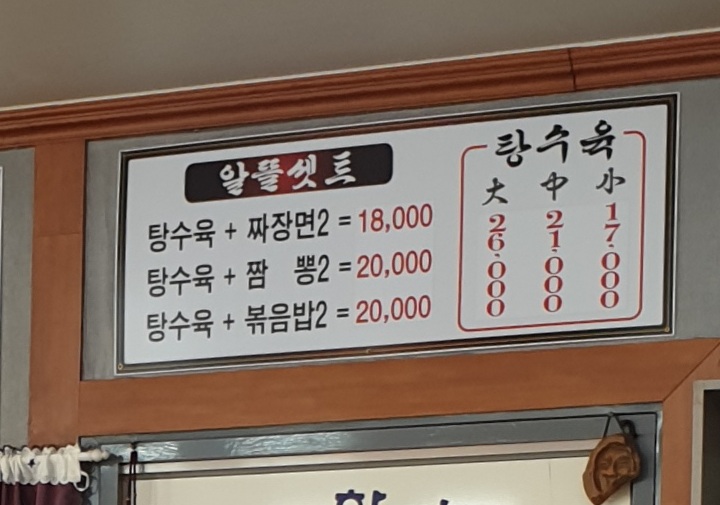 알뜰셋트
탕수육 + 짜장면2 = 18,000
탕수육 + 짬 뽕2 = 20,000
탕수육 + 볶음밥2 = 20,000
탕수육
大 中 小
26,000 21,000 17,000